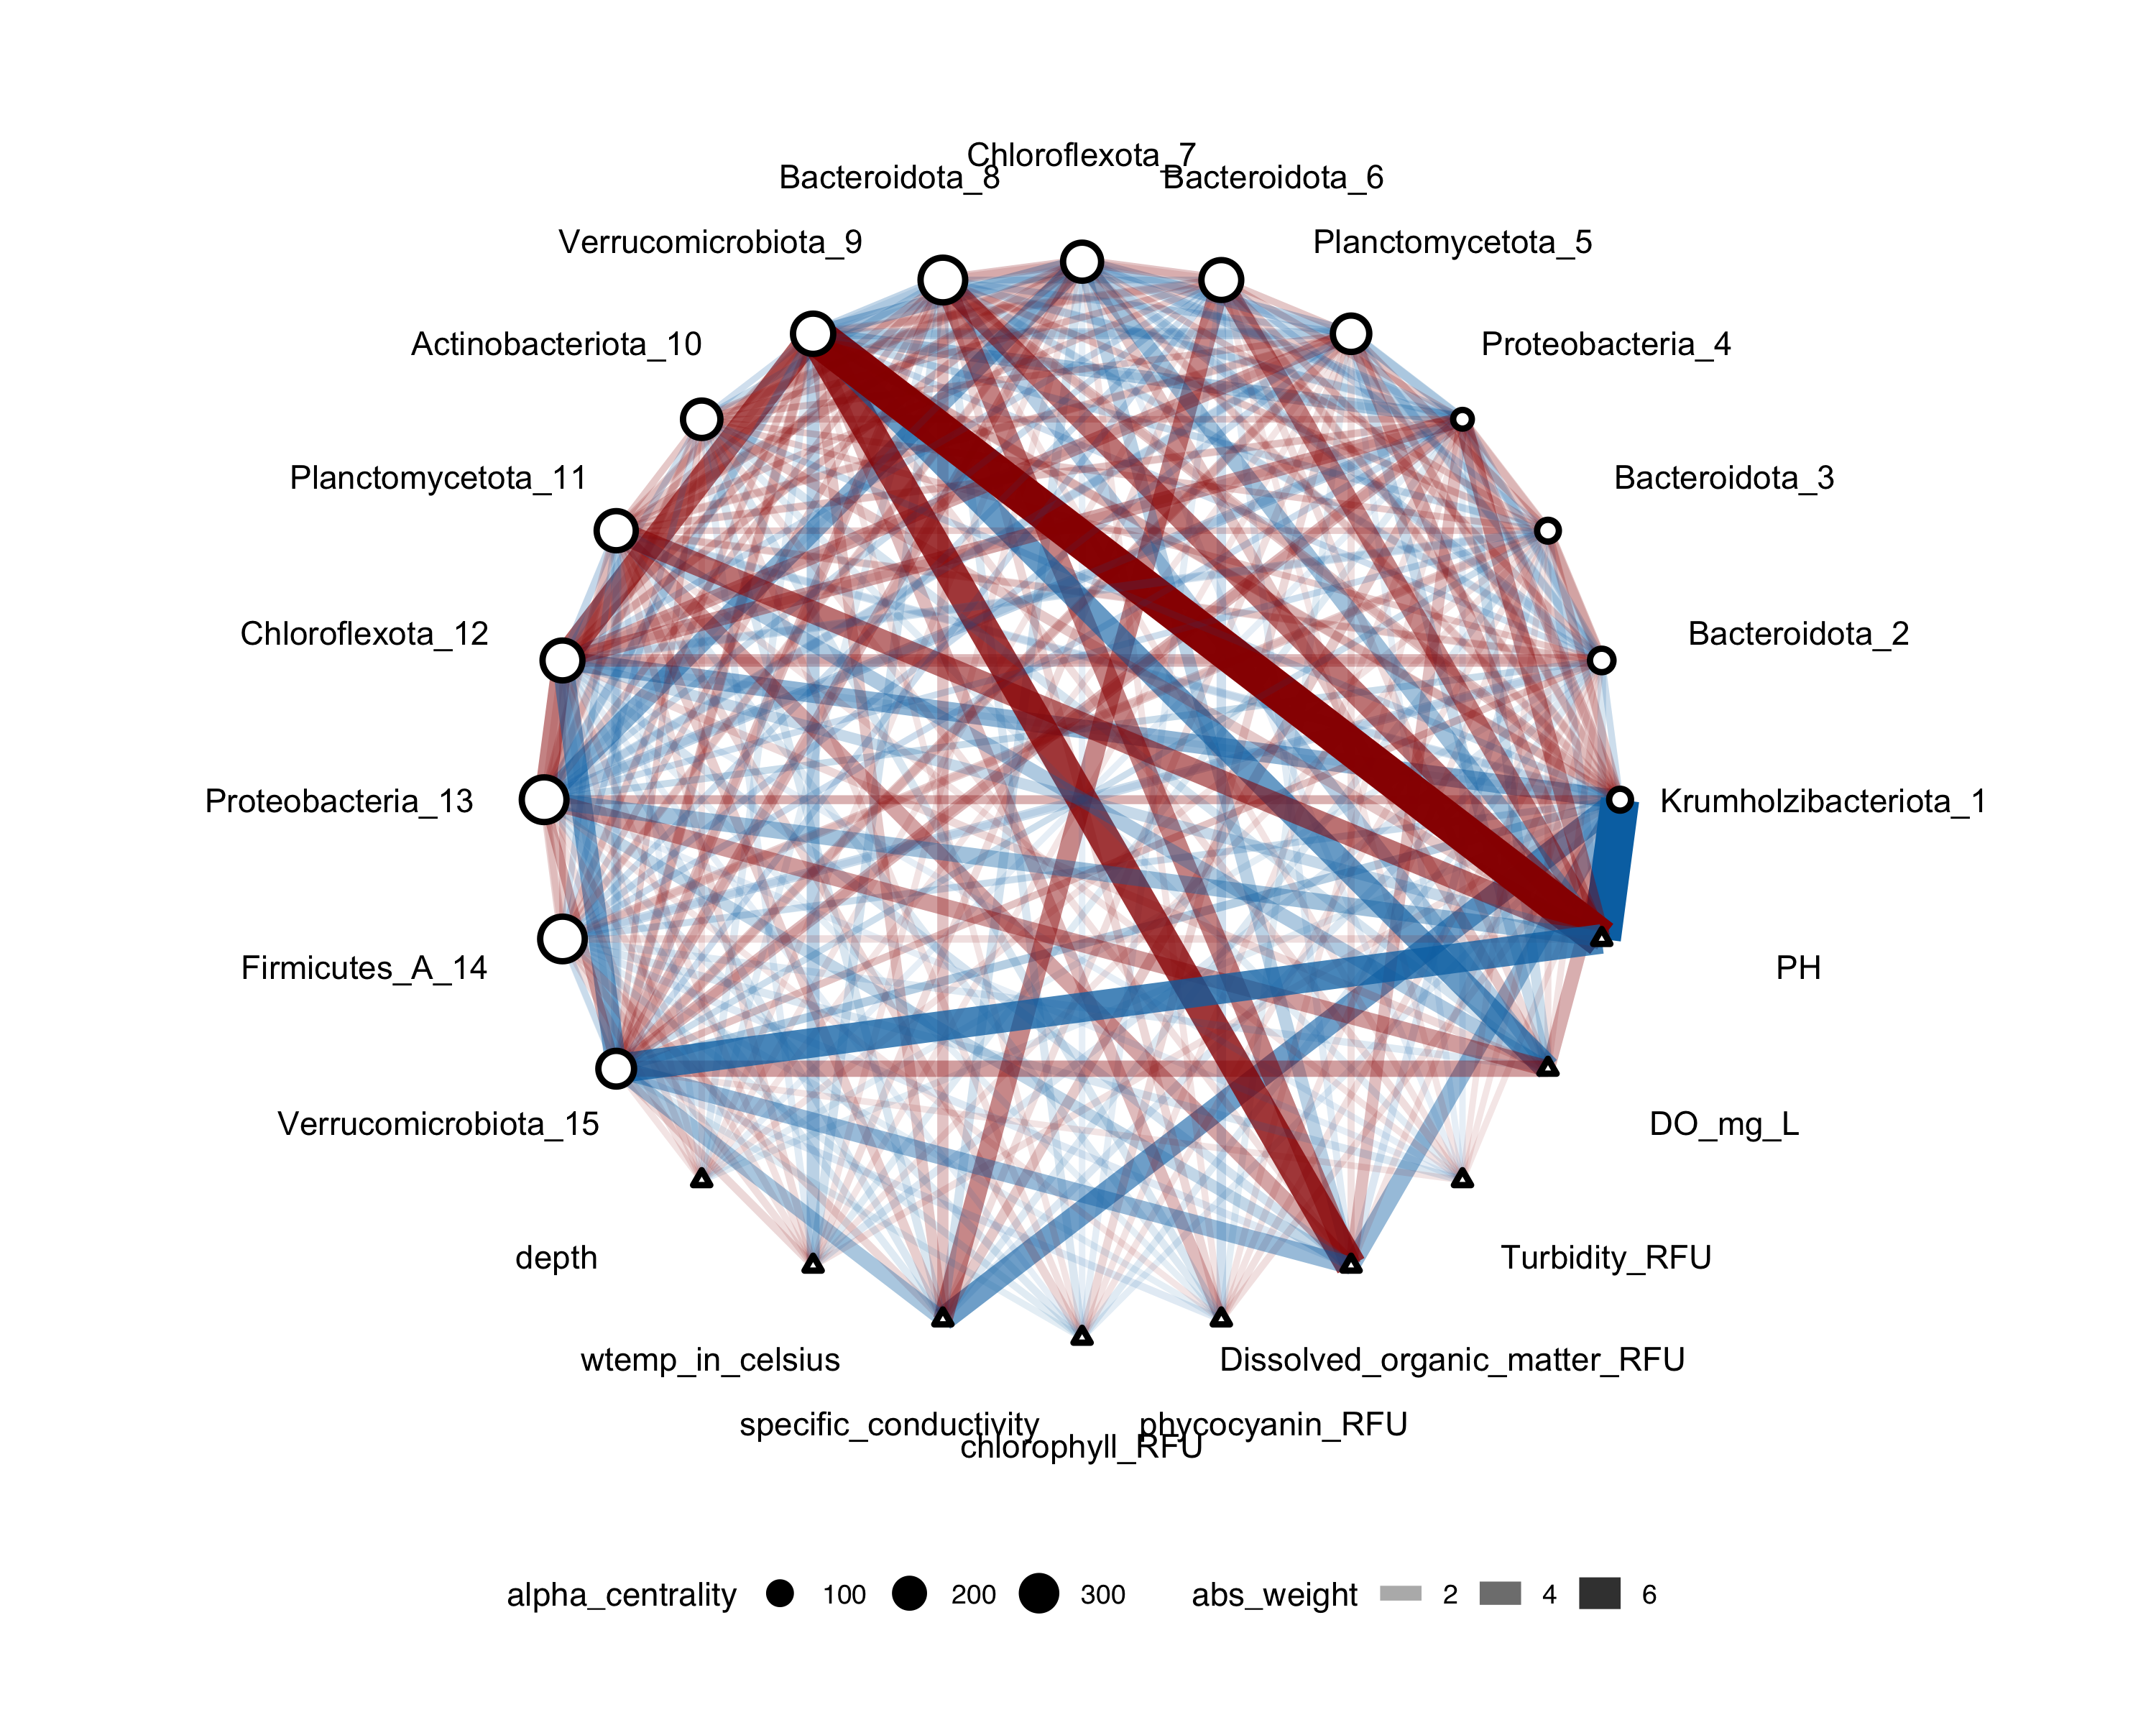 Chloroflexota_7
Bacteroidota_8
Bacteroidota_6
Verrucomicrobiota_9
Planctomycetota_5
Actinobacteriota_10
Proteobacteria_4
Planctomycetota_11
Bacteroidota_3
Chloroflexota_12
Bacteroidota_2
Proteobacteria_13
Krumholzibacteriota_1
Firmicutes_A_14
PH
Verrucomicrobiota_15
DO_mg_L
depth
Turbidity_RFU
wtemp_in_celsius
Dissolved_organic_matter_RFU
specific_conductivity
phycocyanin_RFU
chlorophyll_RFU
alpha_centrality 100 200 300 abs_weight 2 4 6